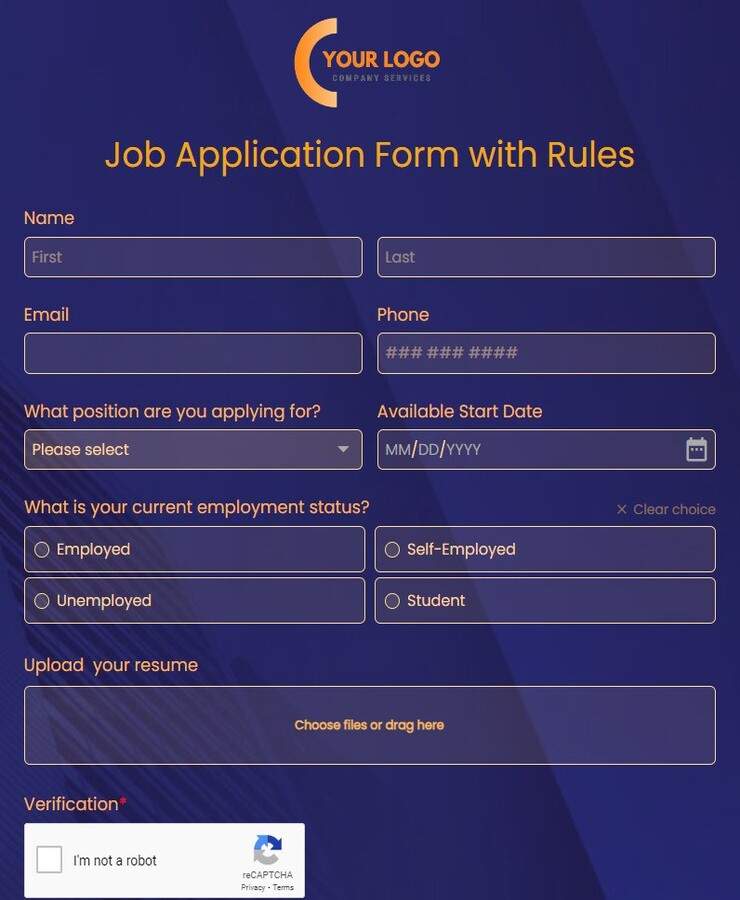 YOUR LOGO
COMPANY SERVICES
Job Application Form with Rules
Name
First Last
Email Phone
### ### ####
What position are you applying for? Available Start Date
Please select MM/DD/YYYY
What is your current employment status? × Clear choice
Employed Self-Employed
Unemployed Student
Upload  your resume
Choose files or drag here
Verification*
I'm not a robot
reCAPTCHA
Privacy - Terms